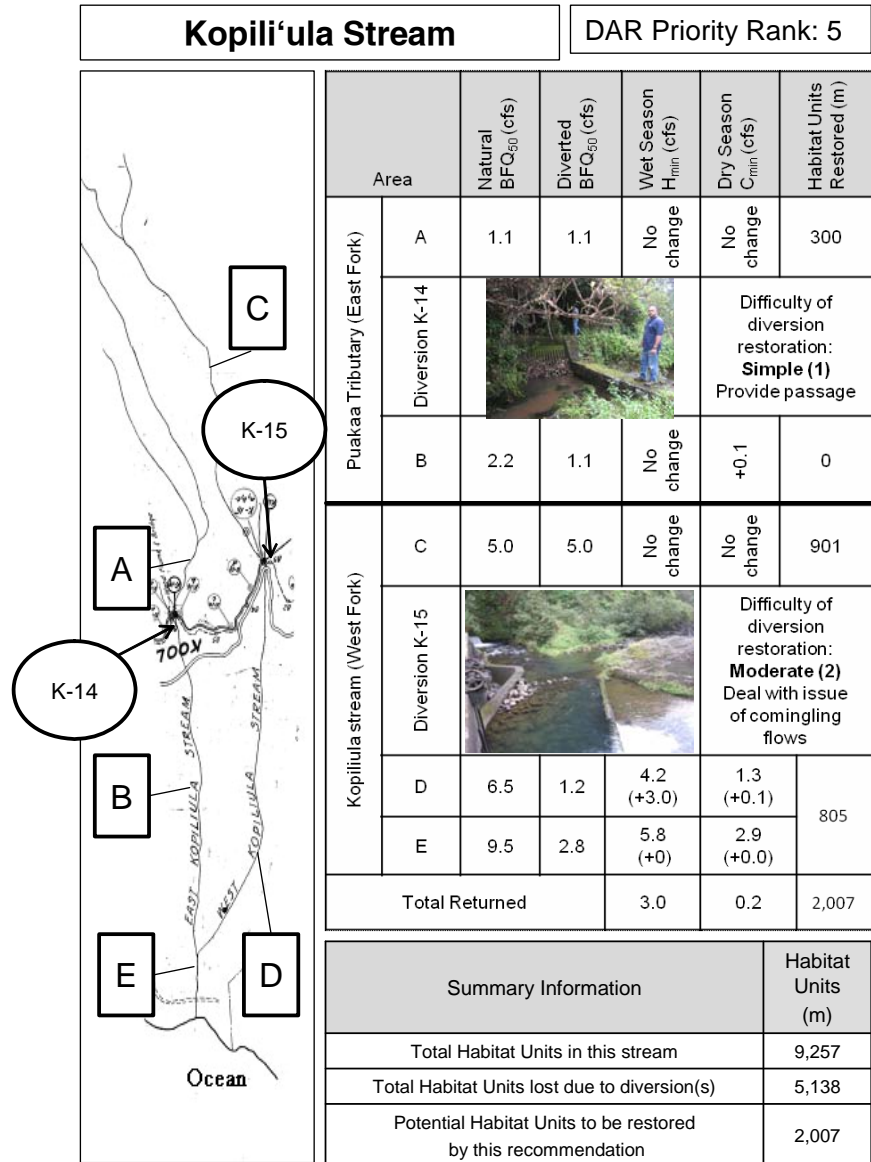 Kopili‘ula Stream
DAR Priority Rank: 5
C
K-15
A
KOOL
K-14
B
EAST KOPILIULA STREAM
WEST KOPILIULA STREAM
E
D
Ocean
Area
Natural
BFQ50 (cfs)
Diverted
BFQ50 (cfs)
Wet Season
Hmin (cfs)
Dry Season
Cmin (cfs)
Habitat Units
Restored (m)
Puakaa Tributary (East Fork)
A
1.1
1.1
No
change
No
change
300
Diversion K-14
Difficulty of
diversion
restoration:
Simple (1)
Provide passage
B
2.2
1.1
No
change
+0.1
0
Kopiliula stream (West Fork)
C
5.0
5.0
No
change
No
change
901
Diversion K-15
Difficulty of
diversion
restoration:
Moderate (2)
Deal with issue
of comingling
flows
D
6.5
1.2
4.2
(+3.0)
1.3
(+0.1)
805
E
9.5
2.8
5.8
(+0)
2.9
(+0.0)
Total Returned
3.0
0.2
2,007
Summary Information
Habitat
Units
(m)
Total Habitat Units in this stream
9,257
Total Habitat Units lost due to diversion(s)
5,138
Potential Habitat Units to be restored
by this recommendation
2,007